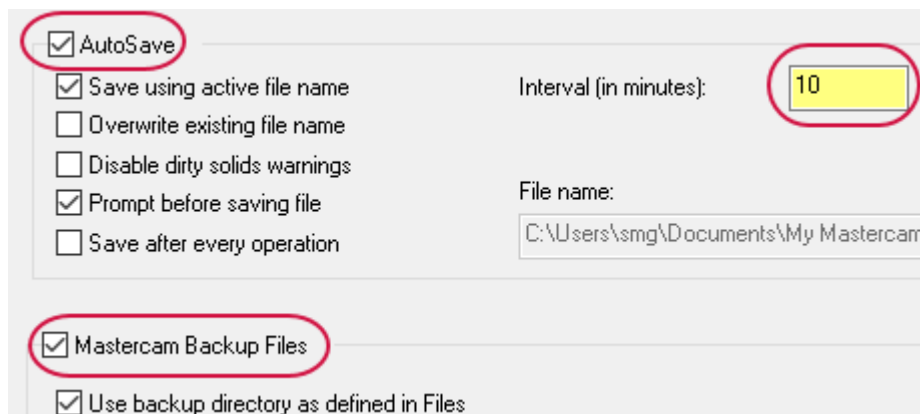 AutoSave
Save using active file name
Interval (in minutes):
10
Overwrite existing file name
Disable dirty solids warnings
Prompt before saving file
File name:
Save after every operation
C:\Users\smg\Documents\My Mastercam
Mastercam Backup Files
Use backup directory as defined in Files